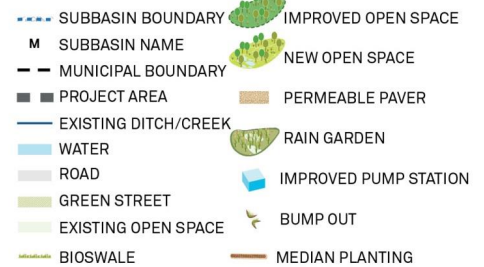 SUBBASIN BOUNDARY
M SUBBASIN NAME
MUNICIPAL BOUNDARY
PROJECT AREA
EXISTING DITCH/CREEK
WATER
ROAD
GREEN STREET
EXISTING OPEN SPACE
BIOSWALE
IMPROVED OPEN SPACE
NEW OPEN SPACE
PERMEABLE PAVER
RAIN GARDEN
IMPROVED PUMP STATION
BUMP OUT
MEDIAN PLANTING